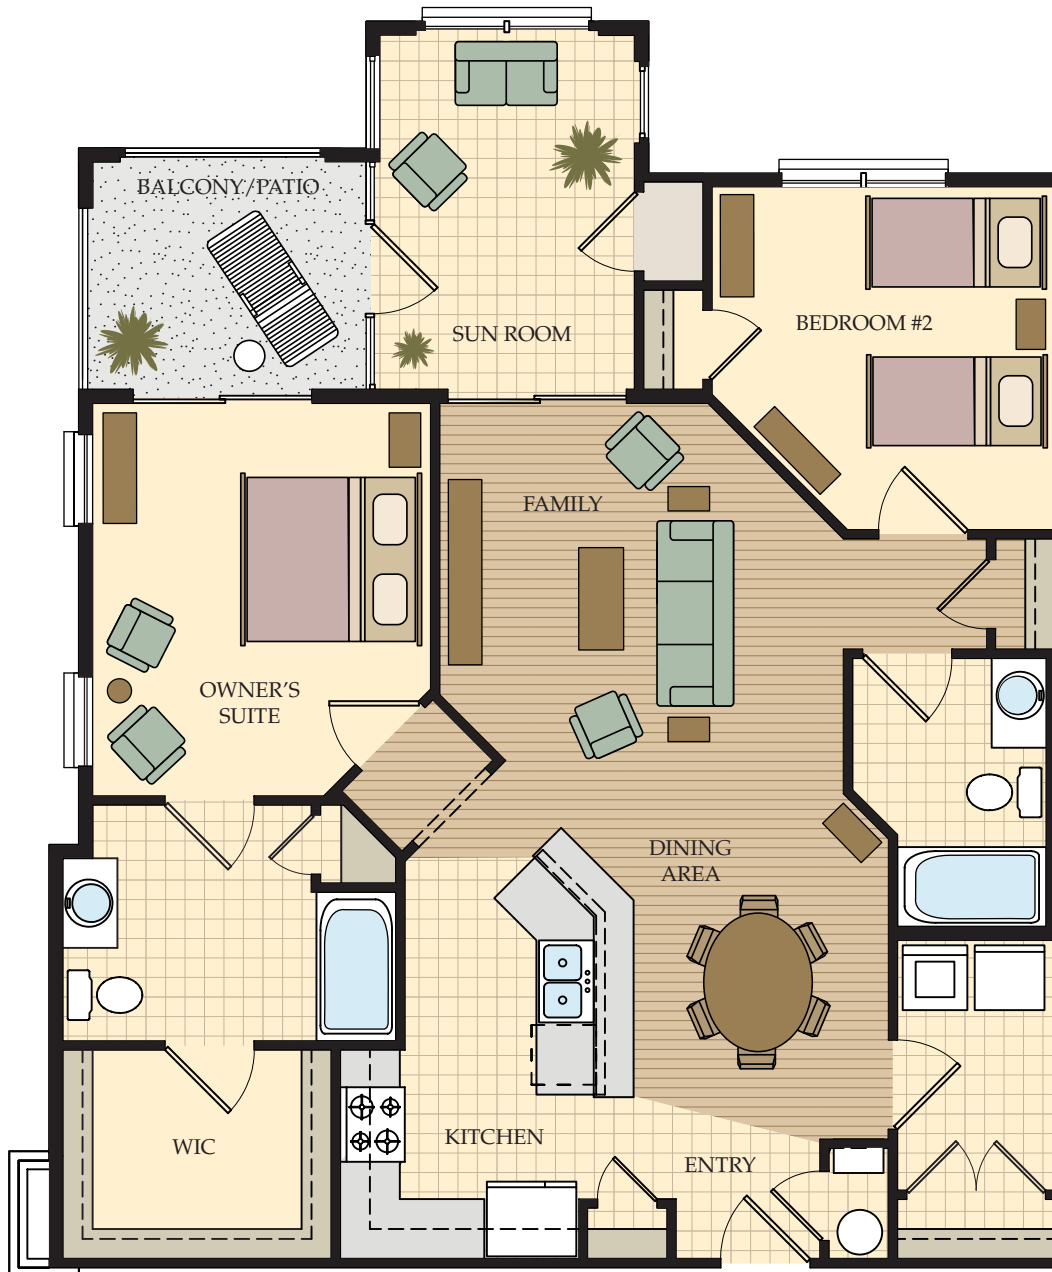 BALCONY/PATIO
SUN ROOM
BEDROOM #2
FAMILY
OWNER'S
SUITE
DINING
AREA
KITCHEN
WIC
ENTRY